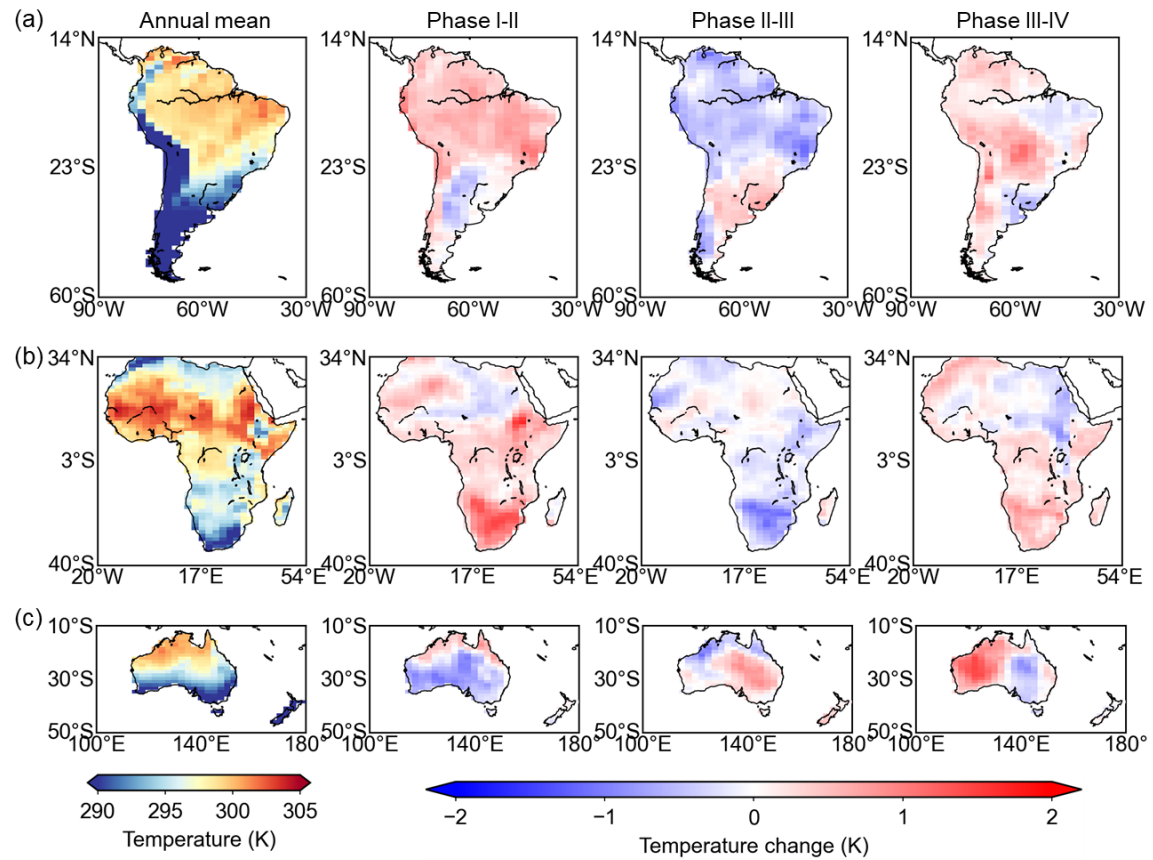 (a) Annual mean Phase I-II Phase II-III Phase III-IV
14°N 14°N 14°N 14°N
23°S 23°S 23°S 23°S
60°S 60°S 60°S 60°S
90°W 60°W 30°W 90°W 60°W 30°W 90°W 60°W 30°W 90°W 60°W 30°W
(b) 34°N 34°N 34°N 34°N
3°S 3°S 3°S 3°S
40°S 40°S 40°S 40°S
20°W 17°E 54°E 20°W 17°E 54°E 20°W 17°E 54°E 20°W 17°E 54°E
(c) 10°S 10°S 10°S 10°S
30°S 30°S 30°S 30°S
50°S 50°S 50°S 50°S
100°E 140°E 180° 100°E 140°E 180° 100°E 140°E 180° 100°E 140°E 180°
290 295 300 305
Temperature (K)
−2 −1 0 1 2
Temperature change (K)